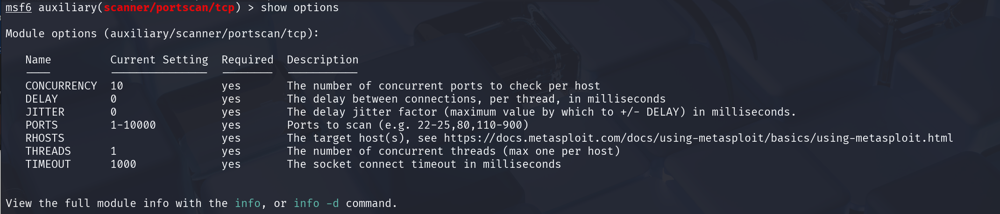 msf6 auxiliary(scanner/portscan/tcp) > show options
Module options (auxiliary/scanner/portscan/tcp):
Name Current Setting Required Description
CONCURRENCY 10 yes The number of concurrent ports to check per host
DELAY 0 yes The delay between connections, per thread, in milliseconds
JITTER 0 yes The delay jitter factor (maximum value by which to +/- DELAY) in milliseconds.
PORTS 1-10000 yes Ports to scan (e.g. 22-25,80,110-900)
RHOSTS yes The target host(s), see https://docs.metasploit.com/docs/using-metasploit/basics/using-metasploit.html
THREADS 1 yes The number of concurrent threads (max one per host)
TIMEOUT 1000 yes The socket connect timeout in milliseconds
View the full module info with the info, or info -d command.